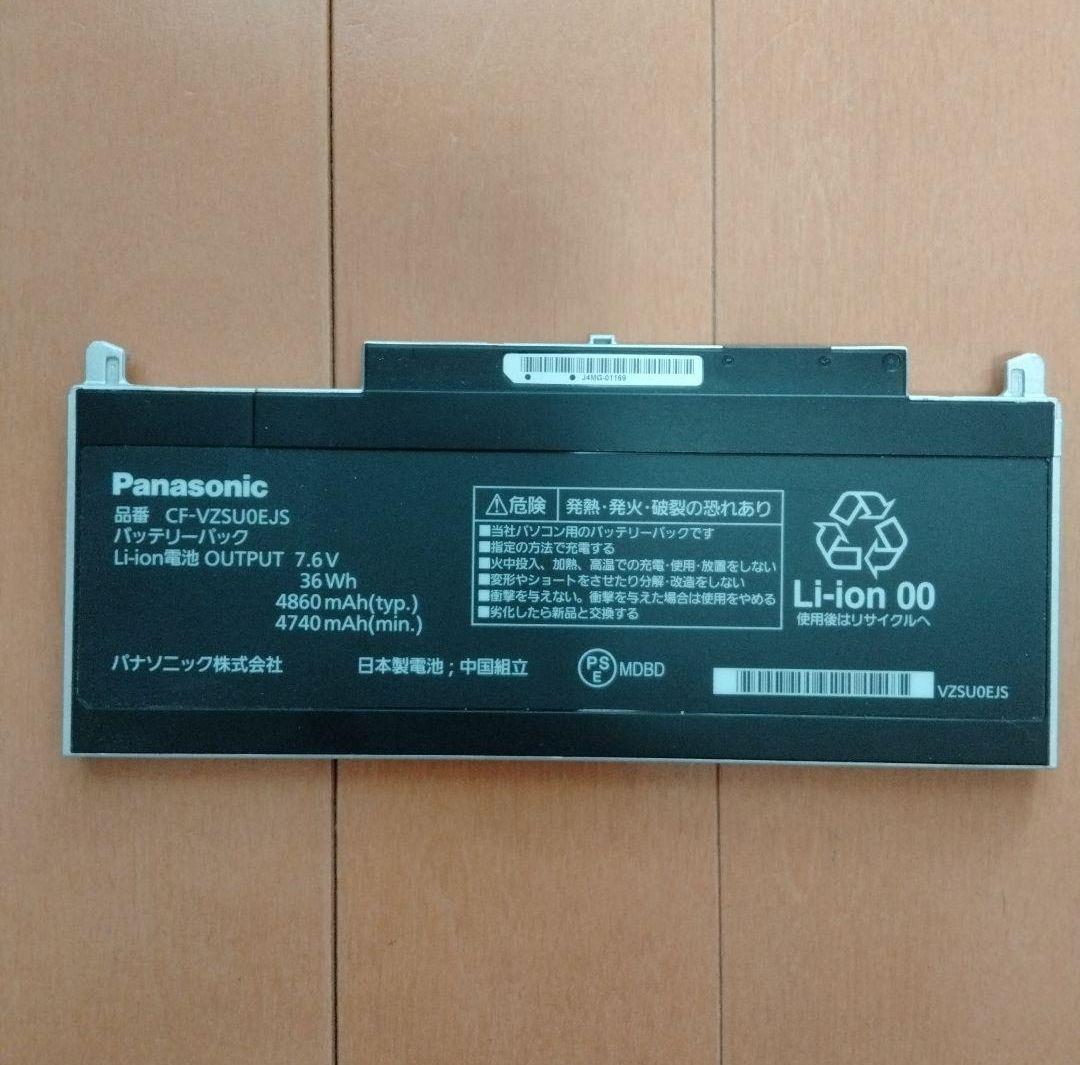 J4MG-01169
Panasonic
品番 CF-VZSU0EJS
バッテリーパック
Li-ion電池 OUTPUT 7.6V
36Wh
4860mAh(typ.)
4740mAh(min.)
パナソニック株式会社
日本製電池；中国組立
PS
E
MDBD
⚠危険 発熱・発火・破裂の恐れあり
■当社パソコン用のバッテリーパックです
■指定の方法で充電する
■火中投入、加熱、高温での充電・使用・放置をしない
■変形やショートをさせたり分解・改造をしない
■衝撃を与えない。衝撃を与えた場合は使用をやめる
■劣化したら新品と交換する
Li-ion 00
使用後はリサイクルへ
VZSU0EJS